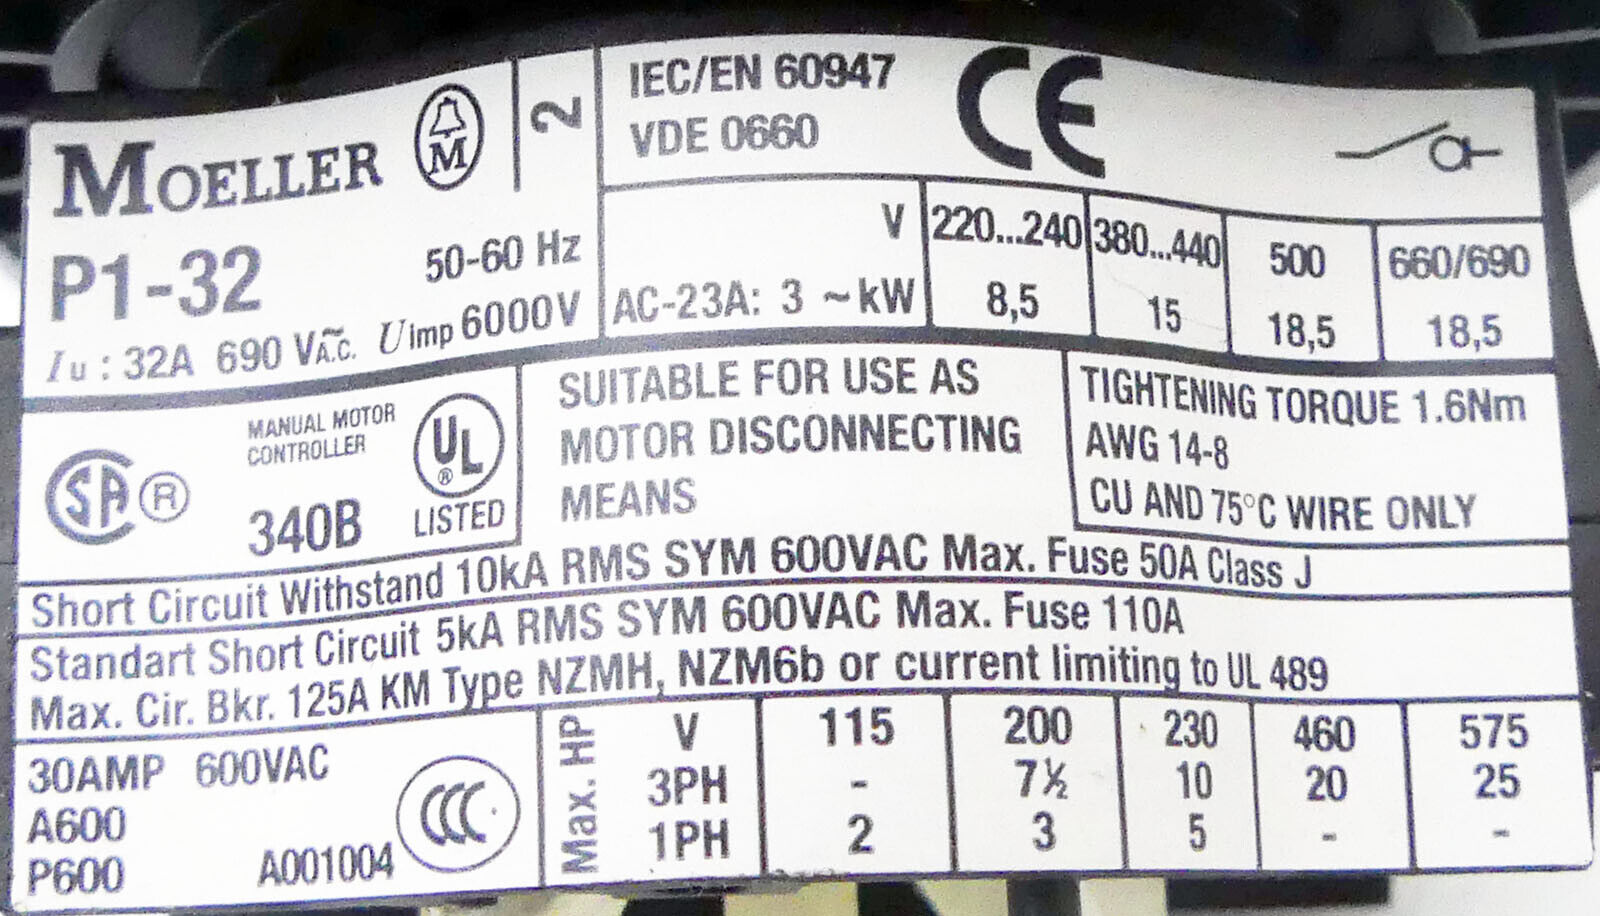 MOELLER M 2
P1-32 50-60 Hz
Iu : 32A 690 V~A.C. Uimp 6000V
IEC/EN 60947 CE
VDE 0660
V 220...240 380...440 500 660/690
AC-23A: 3 ~kW 8,5 15 18,5 18,5
MANUAL MOTOR
CONTROLLER
340B
SA ®
UL ®
LISTED
SUITABLE FOR USE AS
MOTOR DISCONNECTING
MEANS
TIGHTENING TORQUE 1.6Nm
AWG 14-8
CU AND 75°C WIRE ONLY
Short Circuit Withstand 10kA RMS SYM 600VAC Max. Fuse 50A Class J
Standart Short Circuit 5kA RMS SYM 600VAC Max. Fuse 110A
Max. Cir. Bkr. 125A KM Type NZMH, NZM6b or current limiting to UL 489
30AMP 600VAC
A600
P600 A001004
CCC
Max. HP
V 115 200 230 460 575
3PH - 7½ 10 20 25
1PH 2 3 5 - -